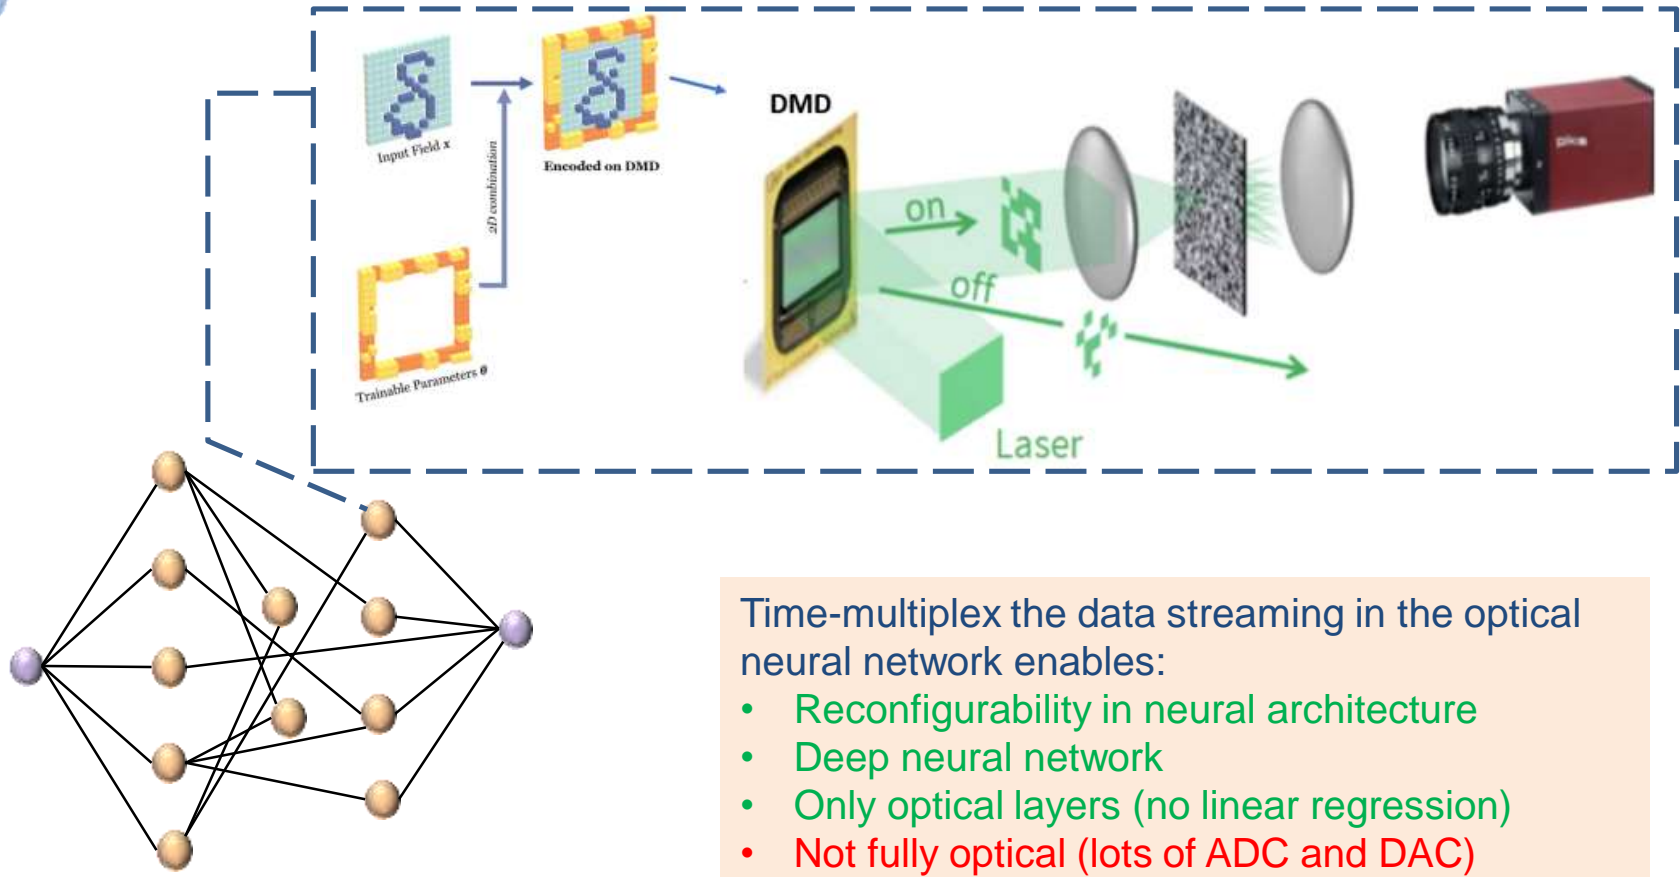 Input Field x
2D combination
Encoded on DMD
Trainable Parameters θ
DMD
on
off
Laser
pike
Time-multiplex the data streaming in the optical
neural network enables:
• Reconfigurability in neural architecture
• Deep neural network
• Only optical layers (no linear regression)
• Not fully optical (lots of ADC and DAC)